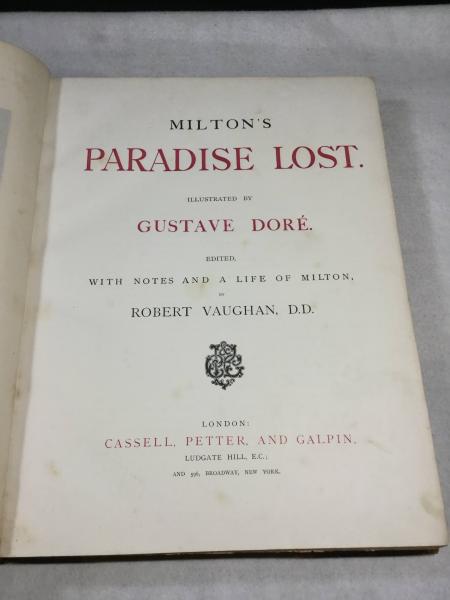 MILTON'S
PARADISE LOST.
ILLUSTRATED BY
GUSTAVE DORÉ.
EDITED,
WITH NOTES AND A LIFE OF MILTON,
BY
ROBERT VAUGHAN, D.D.
LONDON:
CASSELL, PETTER, AND GALPIN,
LUDGATE HILL, E.C.;
AND 596, BROADWAY, NEW YORK.